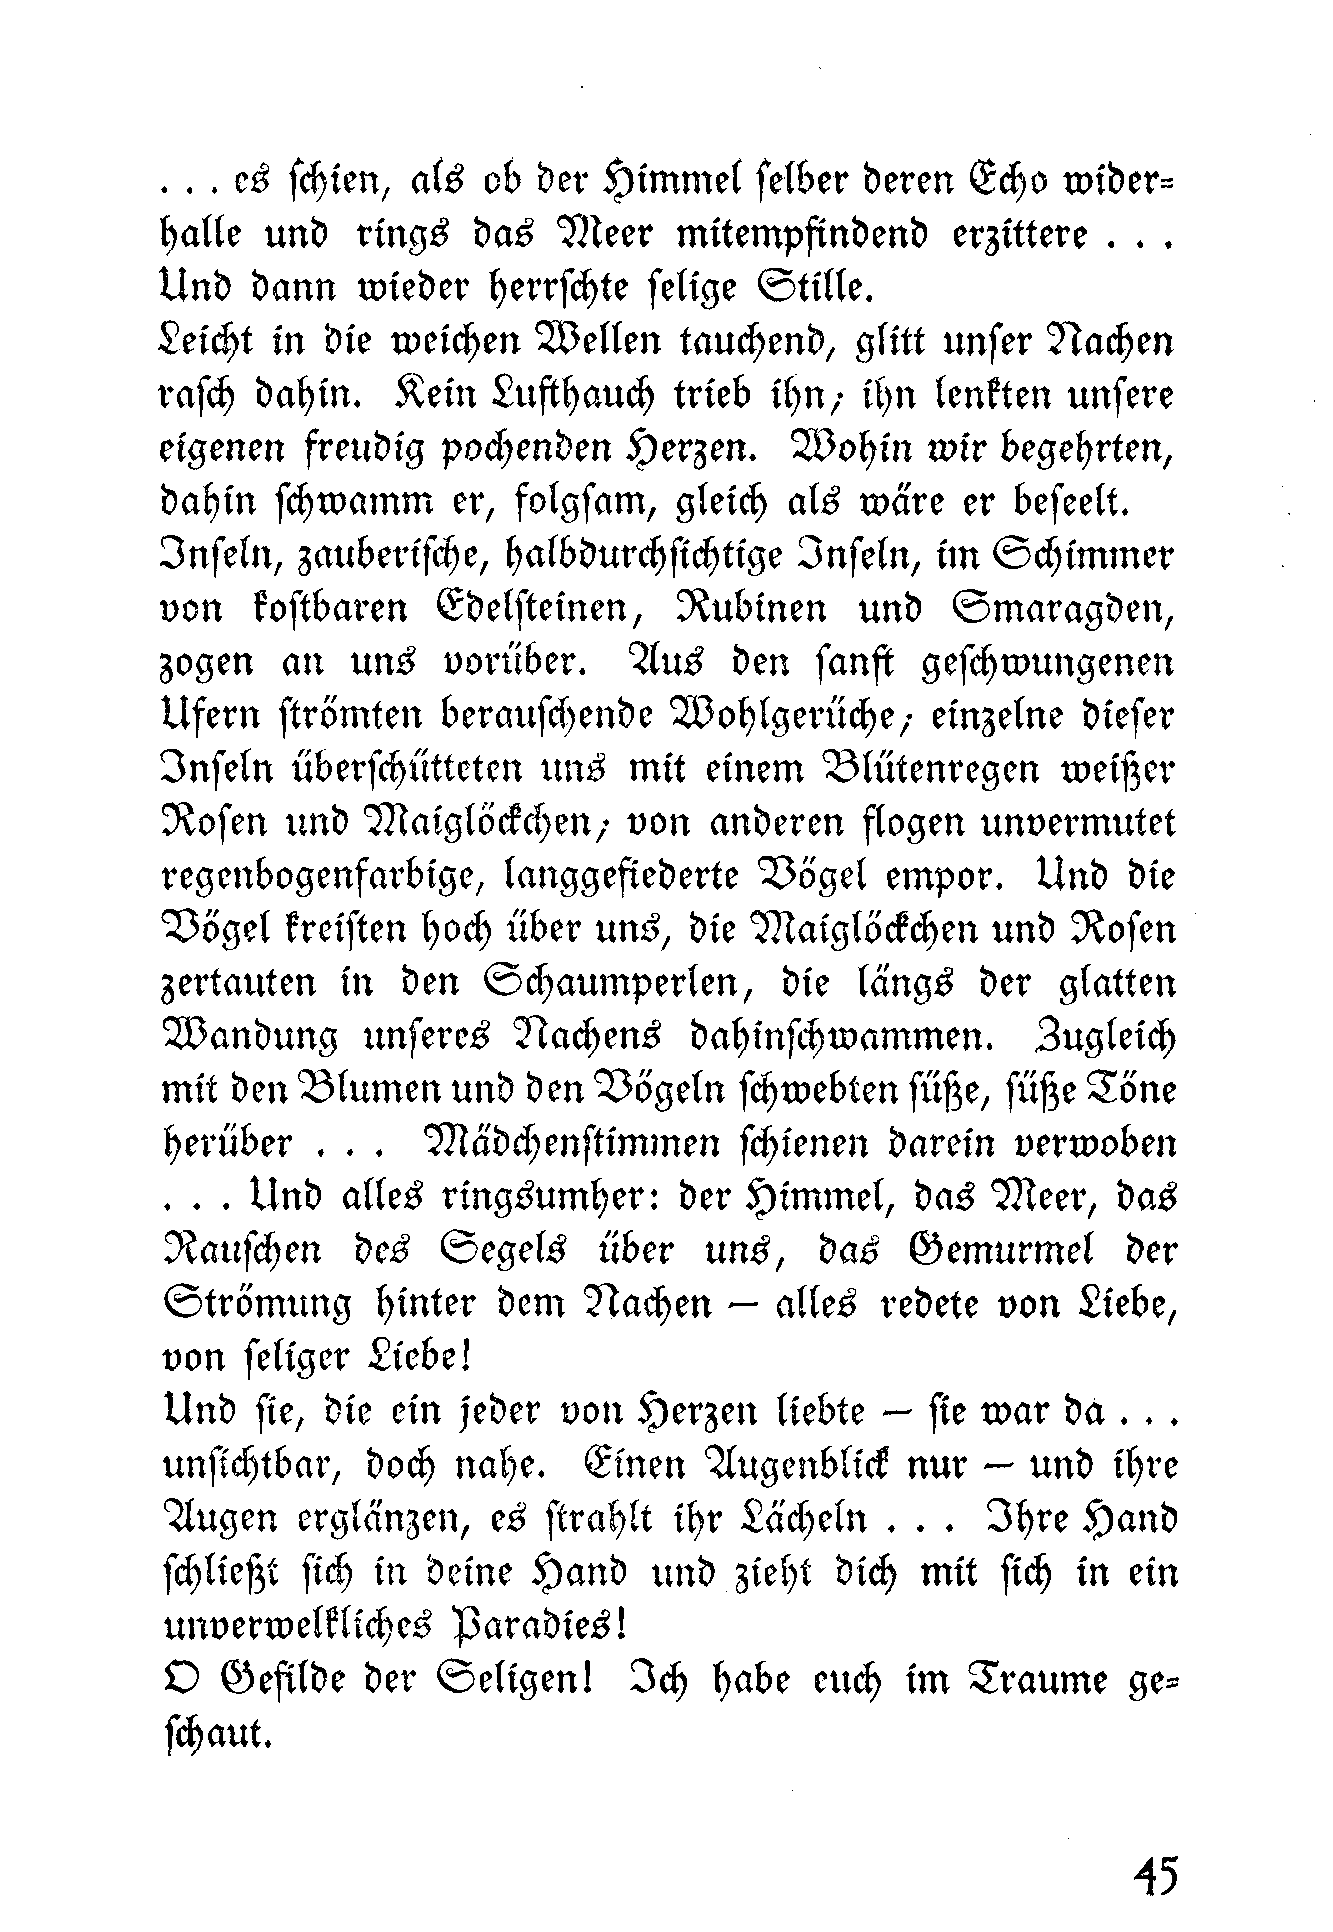 . . . es schien, als ob der Himmel selber deren Echo wider-
halle und rings das Meer mitempfindend erzittere . . .
Und dann wieder herrschte selige Stille.
Leicht in die weichen Wellen tauchend, glitt unser Nachen
rasch dahin. Kein Lufthauch trieb ihn; ihn lenkten unsere
eigenen freudig pochenden Herzen. Wohin wir begehrten,
dahin schwamm er, folgsam, gleich als wäre er beseelt.
Inseln, zauberische, halbdurchsichtige Inseln, im Schimmer
von kostbaren Edelsteinen, Rubinen und Smaragden,
zogen an uns vorüber. Aus den sanft geschwungenen
Ufern strömten berauschende Wohlgerüche; einzelne dieser
Inseln überschütteten uns mit einem Blütenregen weißer
Rosen und Maiglöckchen; von anderen flogen unvermutet
regenbogenfarbige, langgefiederte Vögel empor. Und die
Vögel kreisten hoch über uns, die Maiglöckchen und Rosen
zertauten in den Schaumperlen, die längs der glatten
Wandung unseres Nachens dahinschwammen. Zugleich
mit den Blumen und den Vögeln schwebten süße, süße Töne
herüber . . . Mädchenstimmen schienen darein verwoben
. . . Und alles ringsumher: der Himmel, das Meer, das
Rauschen des Segels über uns, das Gemurmel der
Strömung hinter dem Nachen — alles redete von Liebe,
von seliger Liebe!
Und sie, die ein jeder von Herzen liebte — sie war da . . .
unsichtbar, doch nahe. Einen Augenblick nur — und ihre
Augen erglänzen, es strahlt ihr Lächeln . . . Ihre Hand
schließt sich in deine Hand und zieht dich mit sich in ein
unverwelkliches Paradies!
O Gefilde der Seligen! Ich habe euch im Traume ge-
schaut.
45